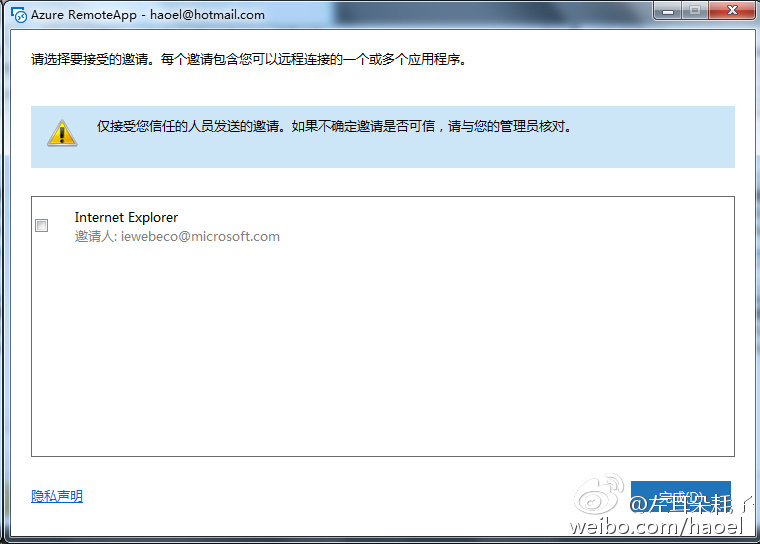 Azure RemoteApp - haoel@hotmail.com
请选择要接受的邀请。每个邀请包含您可以远程连接的一个或多个应用程序。
仅接受您信任的人员发送的邀请。如果不确定邀请是否可信，请与您的管理员核对。
Internet Explorer
邀请人: iewebeco@microsoft.com
隐私声明
完成(D)
@左耳朵耗子
weibo.com/haoel